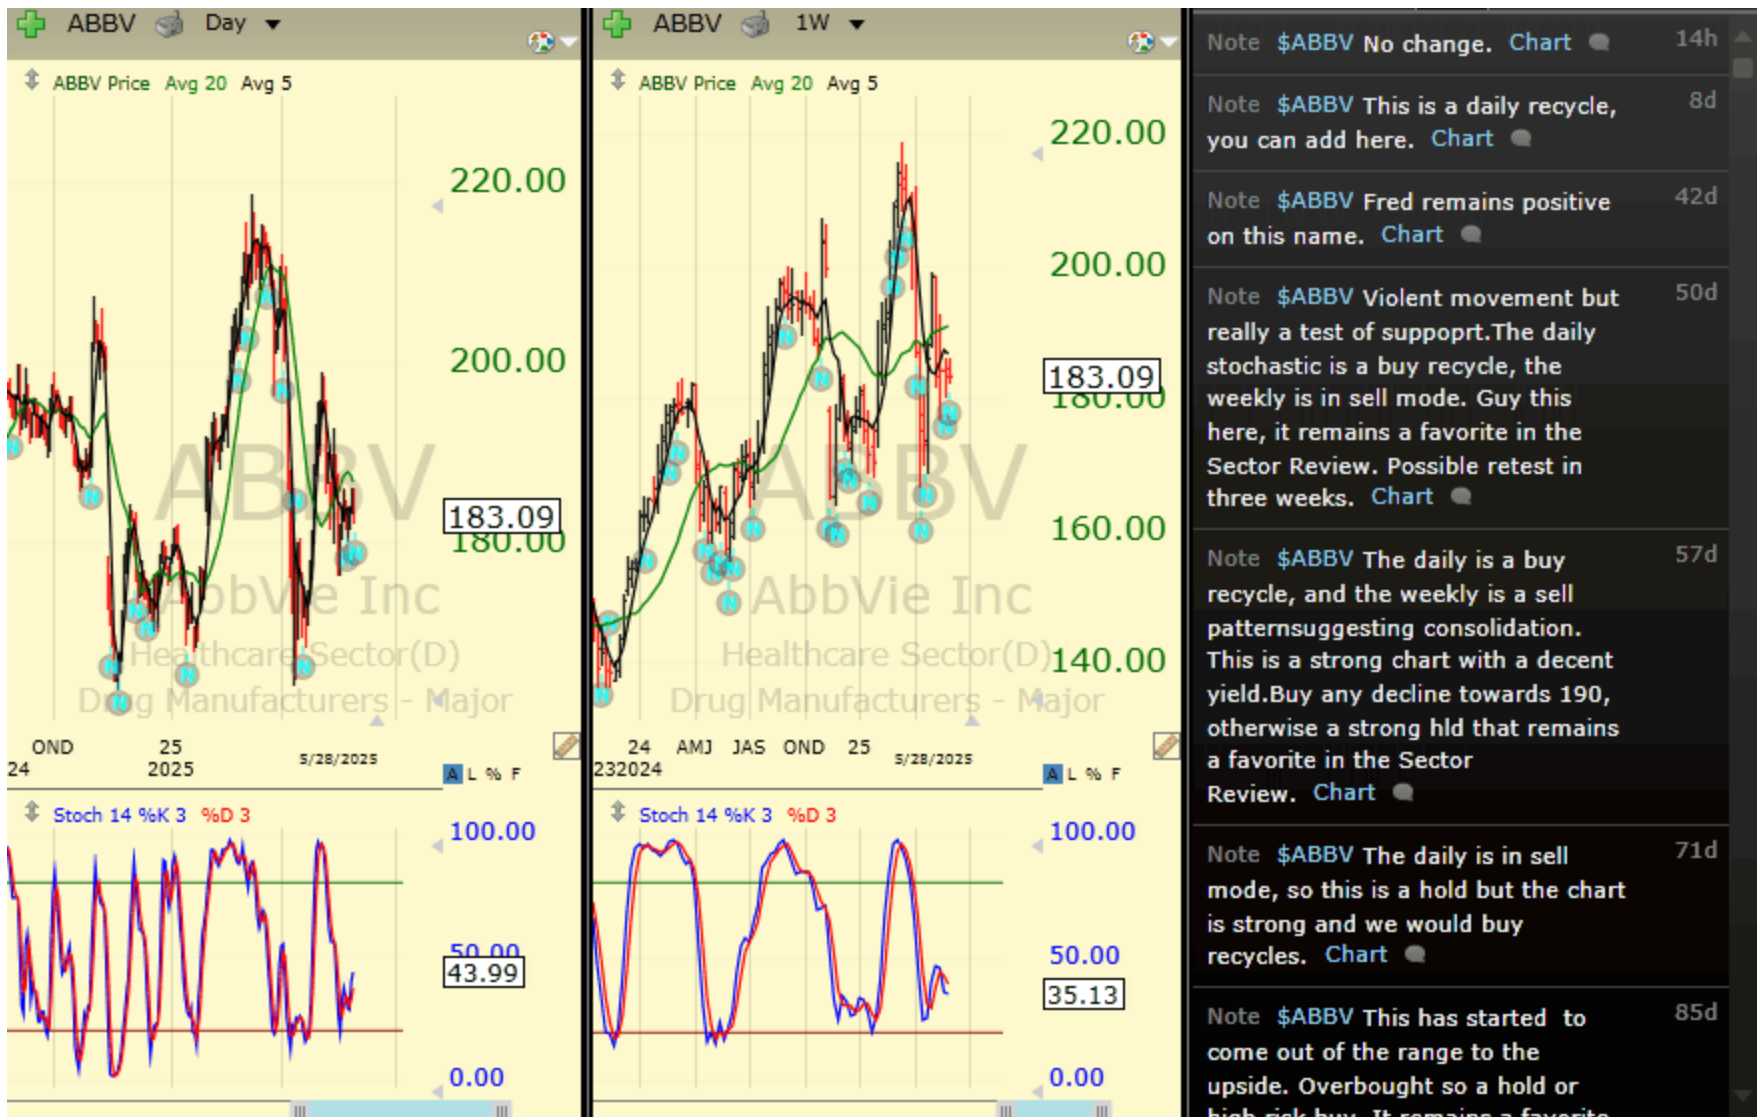 ABBV Day
ABBV Price Avg 20 Avg 5
220.00
200.00
183.09
180.00
ABBV
AbbVie Inc
Healthcare Sector(D)
Drug Manufacturers - Major
OND 25
24 2025 5/28/2025
A L % F
Stoch 14 %K 3 %D 3
100.00
50.00
43.99
0.00
ABBV 1W
ABBV Price Avg 20 Avg 5
220.00
200.00
183.09
180.00
160.00
140.00
ABBV
AbbVie Inc
Healthcare Sector(D)
Drug Manufacturers - Major
24 AMJ JAS OND 25
232024 5/28/2025
A L % F
Stoch 14 %K 3 %D 3
100.00
50.00
35.13
0.00
Note $ABBV No change. Chart 14h
Note $ABBV This is a daily recycle, 8d
you can add here. Chart
Note $ABBV Fred remains positive 42d
on this name. Chart
Note $ABBV Violent movement but 50d
really a test of suppoprt.The daily
stochastic is a buy recycle, the
weekly is in sell mode. Guy this
here, it remains a favorite in the
Sector Review. Possible retest in
three weeks. Chart
Note $ABBV The daily is a buy 57d
recycle, and the weekly is a sell
patternsuggesting consolidation.
This is a strong chart with a decent
yield.Buy any decline towards 190,
otherwise a strong hld that remains
a favorite in the Sector
Review. Chart
Note $ABBV The daily is in sell 71d
mode, so this is a hold but the chart
is strong and we would buy
recycles. Chart
Note $ABBV This has started to 85d
come out of the range to the
upside. Overbought so a hold or
high risk buy. It remains a favorite